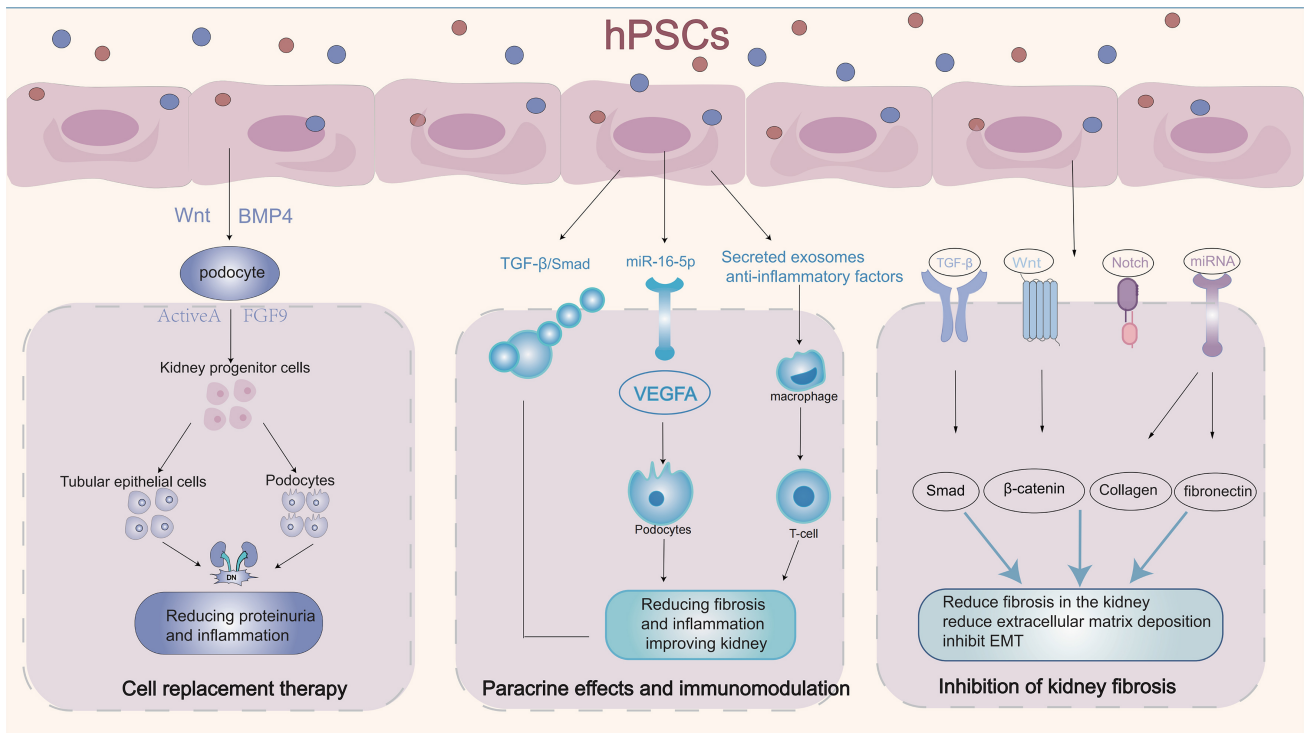 hPSCs
Wnt
BMP4
podocyte
ActiveA
FGF9
Kidney progenitor cells
Tubular epithelial cells
Podocytes
DN
Reducing proteinuria
and inflammation
Cell replacement therapy
TGF-β/Smad
miR-16-5p
Secreted exosomes
anti-inflammatory factors
VEGFA
macrophage
Podocytes
T-cell
Reducing fibrosis
and inflammation
improving kidney
Paracrine effects and immunomodulation
TGF-β
Wnt
Notch
miRNA
Smad
β-catenin
Collagen
fibronectin
Reduce fibrosis in the kidney
reduce extracellular matrix deposition
inhibit EMT
Inhibition of kidney fibrosis